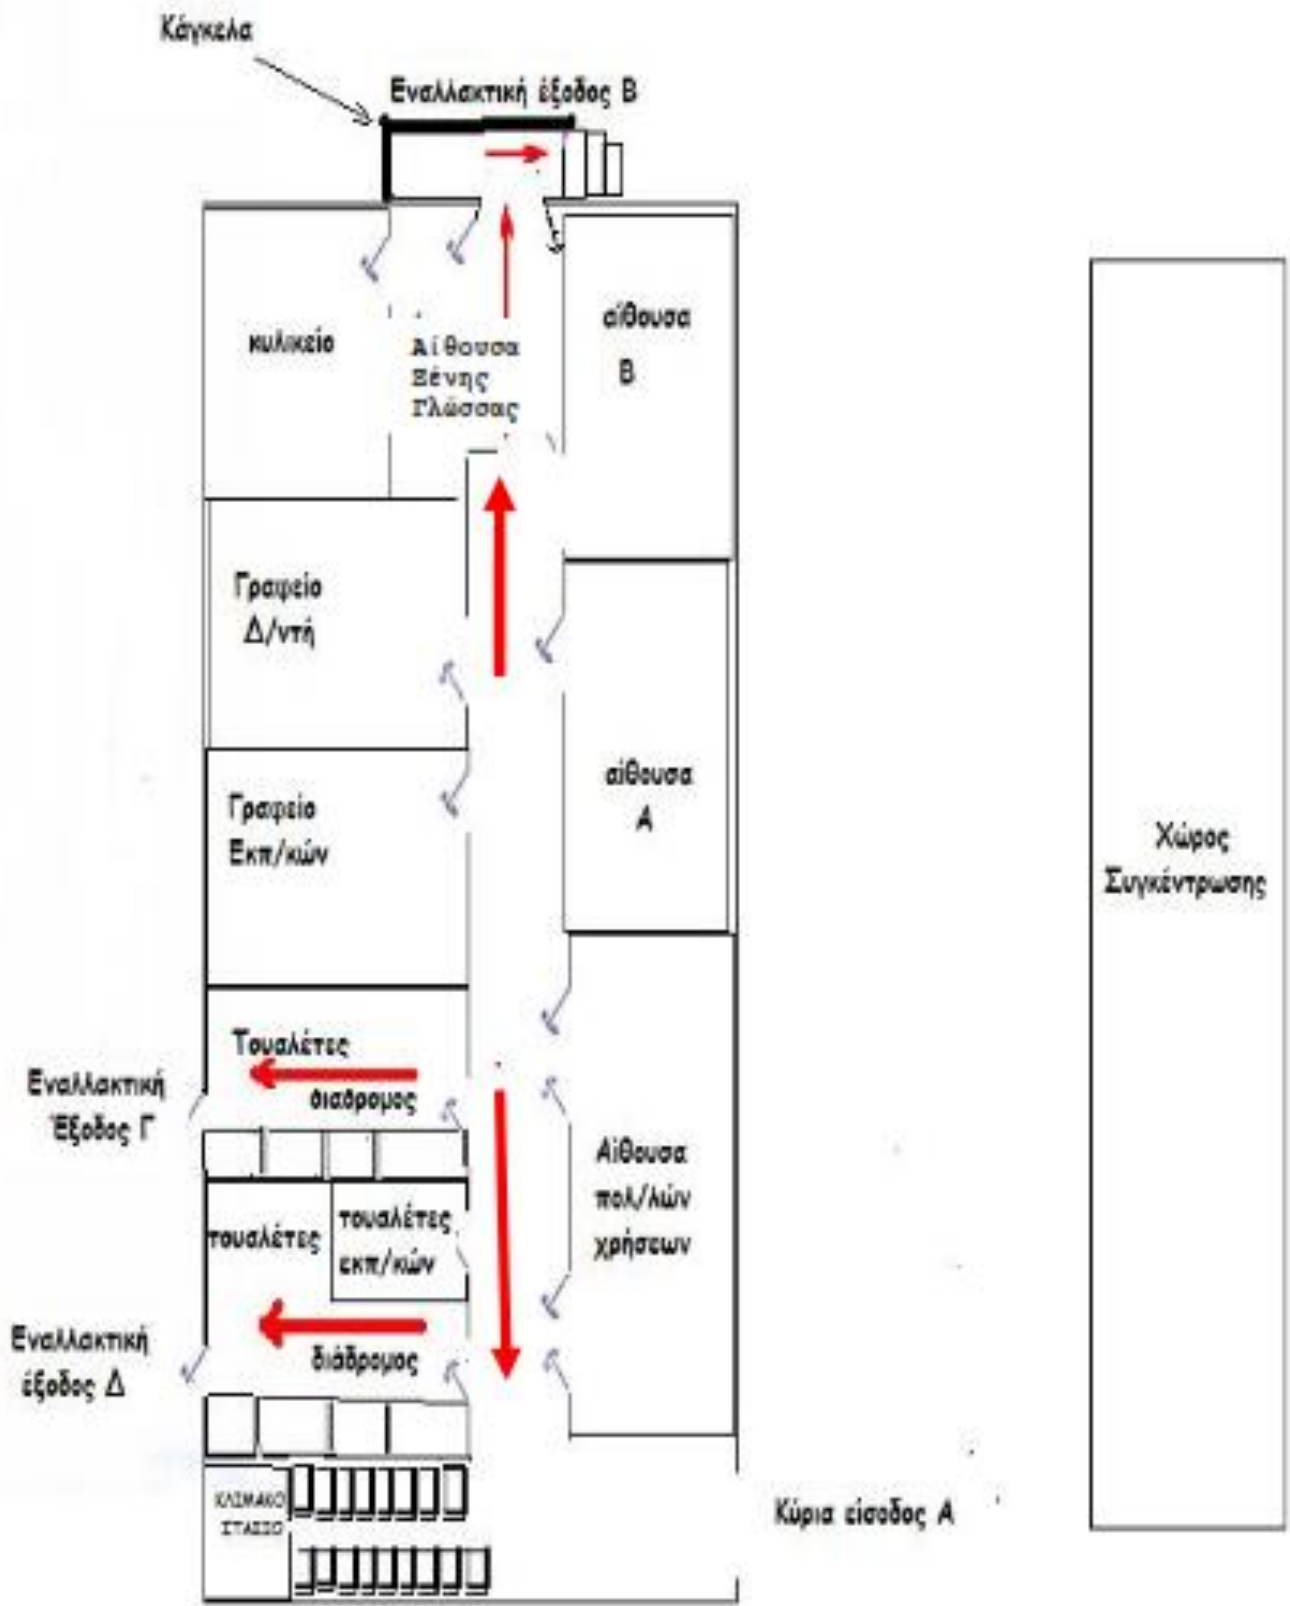 Κάγκελα
Εναλλακτική έξοδος Β
κυλικείο
Αίθουσα
Ξένης
Γλώσσας
αίθουσα
Β
Γραφείο
Δ/ντή
αίθουσα
Α
Γραφείο
Εκπ/κών
Χώρος
Συγκέντρωσης
Τουαλέτες
διαδρομος
Εναλλακτική
Έξοδος Γ
Αίθουσα
πολ/λών
χρήσεων
τουαλέτες
τουαλέτες
εκπ/κών
Εναλλακτική
έξοδος Δ
διάδρομος
ΚΛΙΜΑΚΟ
ΣΤΑΣΙΟ
Κύρια είσοδος Α